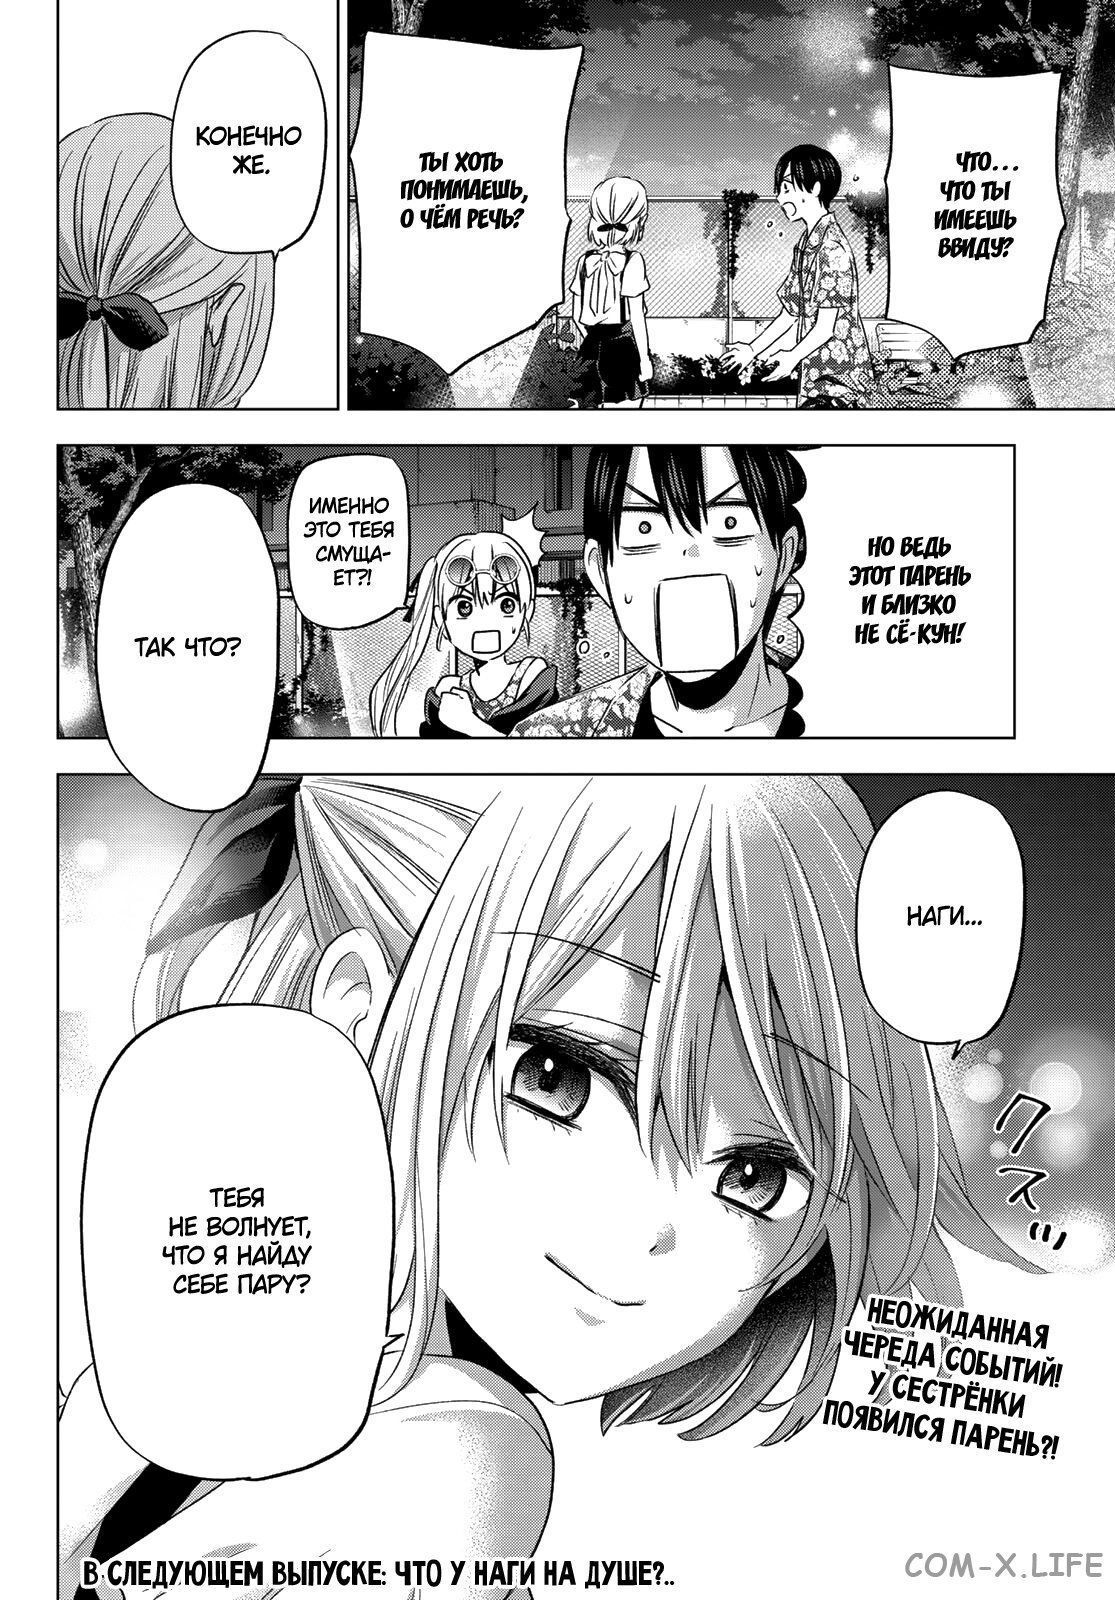 ЧТО...
ЧТО ТЫ
ИМЕЕШЬ
ВВИДУ?
ТЫ ХОТЬ
ПОНИМАЕШЬ,
О ЧЁМ РЕЧЬ?
КОНЕЧНО
ЖЕ.
НО ВЕДЬ
ЭТОТ ПАРЕНЬ
И БЛИЗКО
НЕ СЁ-КУН!
ИМЕННО
ЭТО ТЕБЯ
СМУЩА-
ЕТ?!
ТАК ЧТО?
НАГИ...
クスッ
ТЕБЯ
НЕ ВОЛНУЕТ,
ЧТО Я НАЙДУ
СЕБЕ ПАРУ?
НЕОЖИДАННАЯ
ЧЕРЕДА СОБЫТИЙ!
У СЕСТРЁНКИ
ПОЯВИЛСЯ ПАРЕНЬ?!
В СЛЕДУЮЩЕМ ВЫПУСКЕ: ЧТО У НАГИ НА ДУШЕ?..
COM-X.LIFE